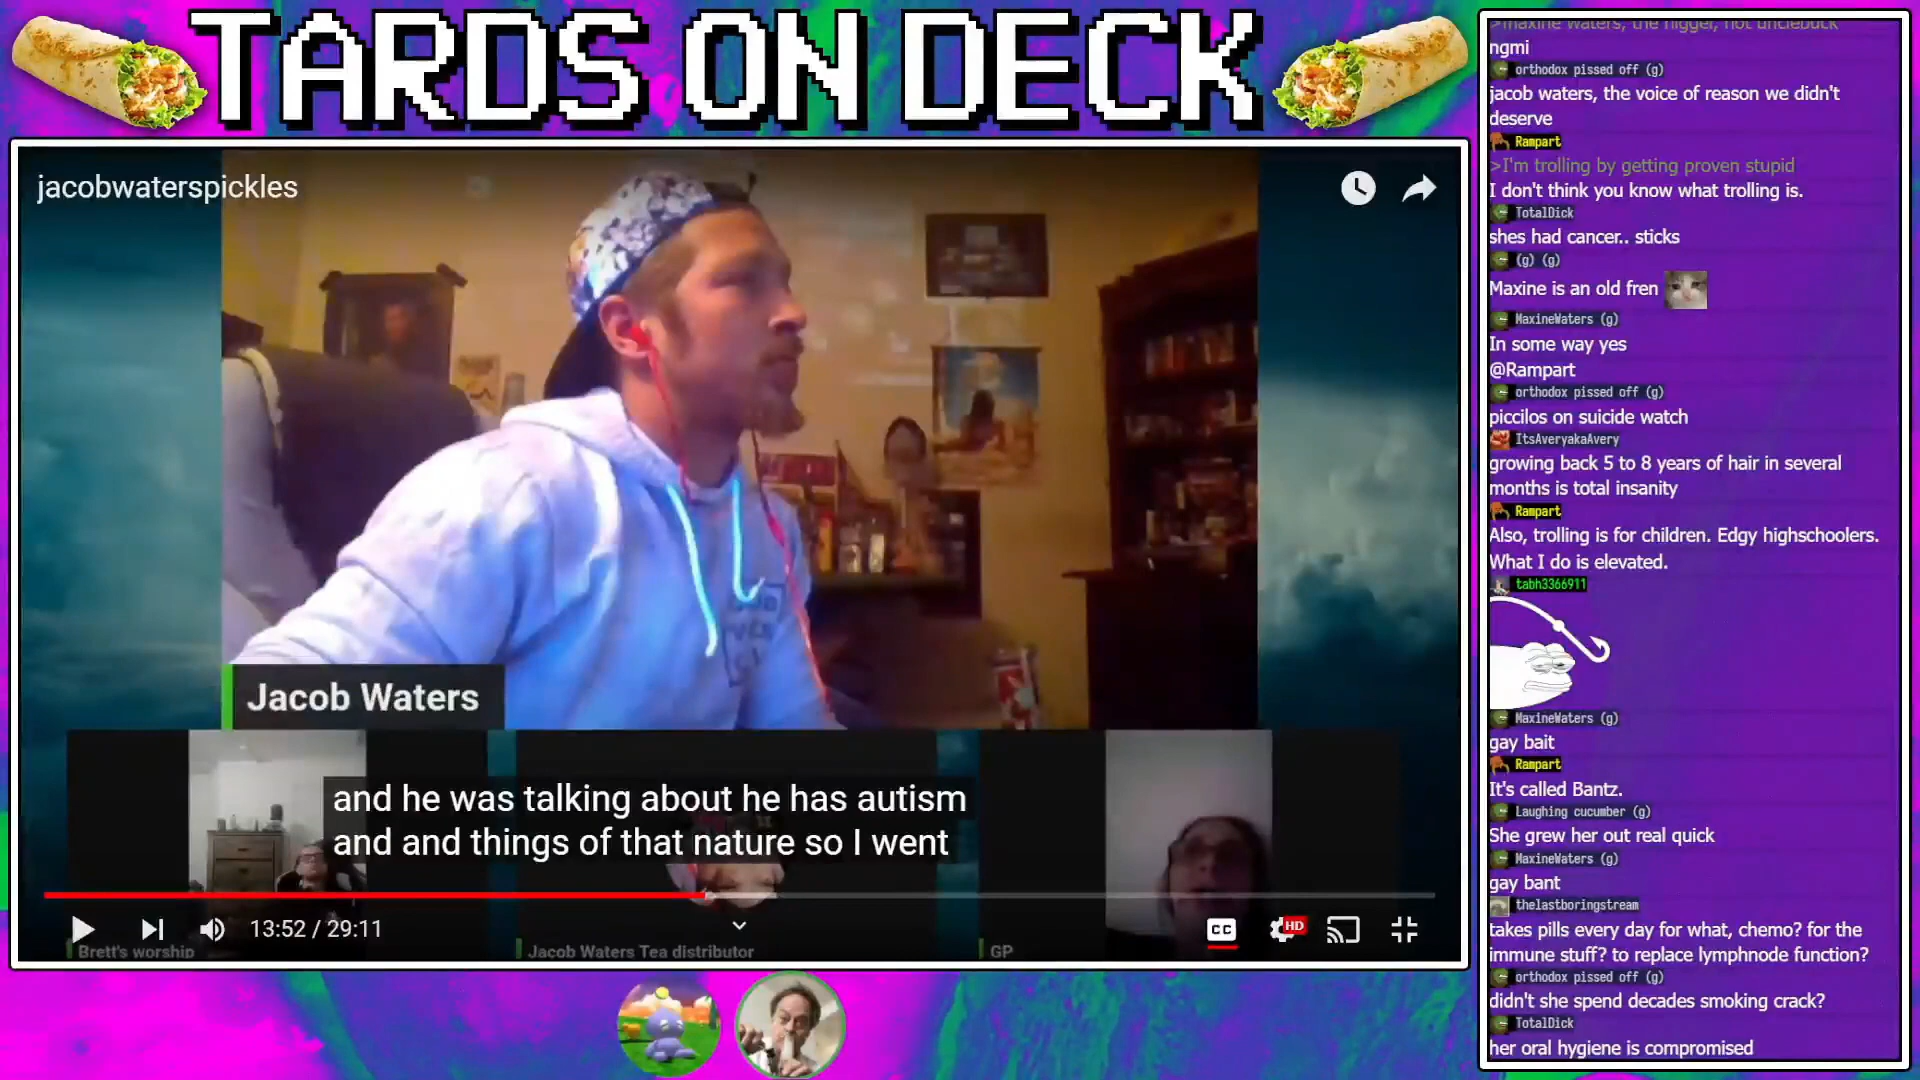 TARDS ON DECK
jacobwaterspickles
Jacob Waters
and he was talking about he has autism
and and things of that nature so I went
13:52 / 29:11
CC
HD
Brett's worship
Jacob Waters Tea distributor
GP
>maxine waters, the nigger, not unclebuck
ngmi
orthodox pissed off (g)
jacob waters, the voice of reason we didn't
deserve
Rampart
>I'm trolling by getting proven stupid
I don't think you know what trolling is.
TotalDick
shes had cancer.. sticks
(g) (g)
Maxine is an old fren
MaxineWaters (g)
In some way yes
@Rampart
orthodox pissed off (g)
piccilos on suicide watch
ItsAveryakaAvery
growing back 5 to 8 years of hair in several
months is total insanity
Rampart
Also, trolling is for children. Edgy highschoolers.
What I do is elevated.
tabh3366911
MaxineWaters (g)
gay bait
Rampart
It's called Bantz.
Laughing cucumber (g)
She grew her out real quick
MaxineWaters (g)
gay bant
thelastboringstream
takes pills every day for what, chemo? for the
immune stuff? to replace lymphnode function?
orthodox pissed off (g)
didn't she spend decades smoking crack?
TotalDick
her oral hygiene is compromised